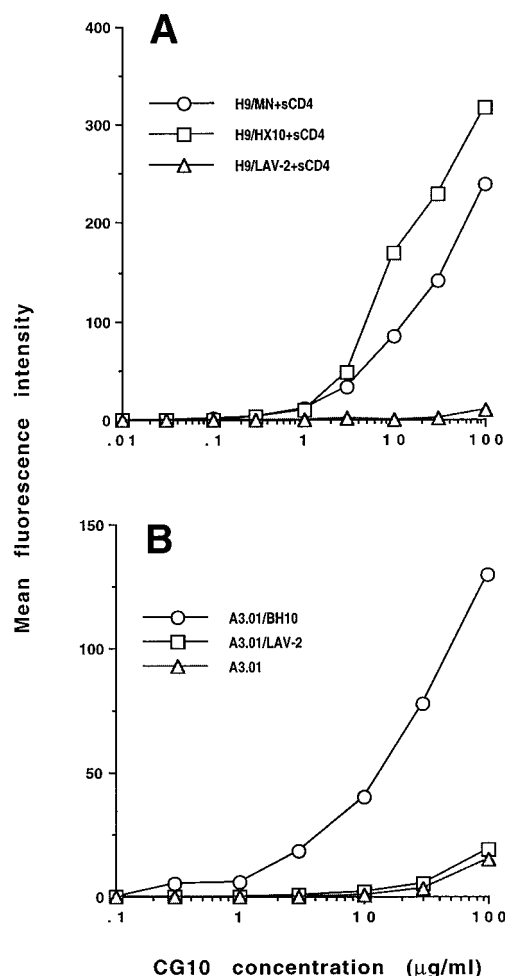 400
A
H9/MN+sCD4
300
H9/HX10+sCD4
H9/LAV-2+sCD4
200
100
0
.01 .1 1 10 100
Mean fluorescence intensity
150
B
A3.01/BH10
A3.01/LAV-2
100
A3.01
50
0
.1 1 10 100
CG10 concentration (μg/ml)